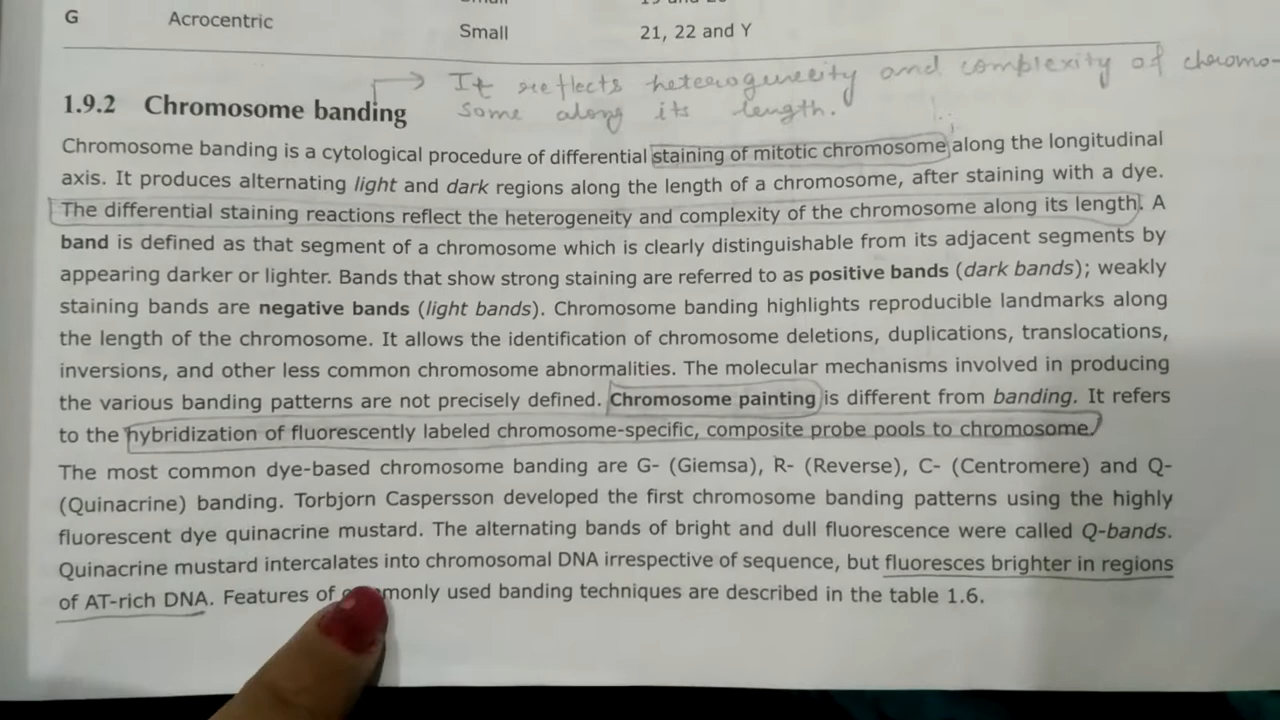 G Acrocentric Small 21, 22 and Y
It reflects heterogeneity and complexity of chromo-
1.9.2 Chromosome banding some along its length.
Chromosome banding is a cytological procedure of differential staining of mitotic chromosome along the longitudinal
axis. It produces alternating light and dark regions along the length of a chromosome, after staining with a dye.
The differential staining reactions reflect the heterogeneity and complexity of the chromosome along its length. A
band is defined as that segment of a chromosome which is clearly distinguishable from its adjacent segments by
appearing darker or lighter. Bands that show strong staining are referred to as positive bands (dark bands); weakly
staining bands are negative bands (light bands). Chromosome banding highlights reproducible landmarks along
the length of the chromosome. It allows the identification of chromosome deletions, duplications, translocations,
inversions, and other less common chromosome abnormalities. The molecular mechanisms involved in producing
the various banding patterns are not precisely defined. Chromosome painting is different from banding. It refers
to the hybridization of fluorescently labeled chromosome-specific, composite probe pools to chromosome.
The most common dye-based chromosome banding are G- (Giemsa), R- (Reverse), C- (Centromere) and Q-
(Quinacrine) banding. Torbjorn Caspersson developed the first chromosome banding patterns using the highly
fluorescent dye quinacrine mustard. The alternating bands of bright and dull fluorescence were called Q-bands.
Quinacrine mustard intercalates into chromosomal DNA irrespective of sequence, but fluoresces brighter in regions
of AT-rich DNA. Features of commonly used banding techniques are described in the table 1.6.